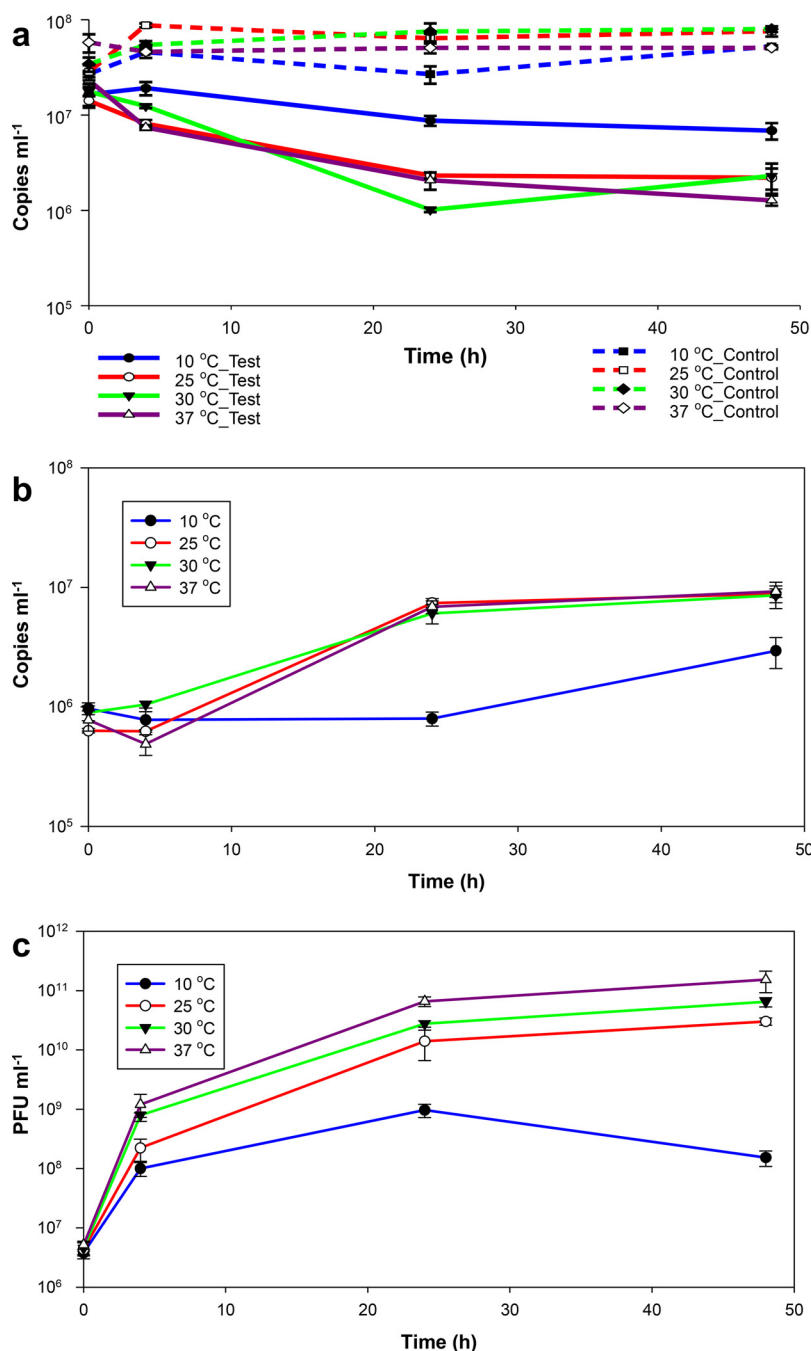 a
10⁸
10⁷
10⁶
10⁵
Copies ml⁻¹
0 10 20 30 40 50
Time (h)
10 °C_Test
25 °C_Test
30 °C_Test
37 °C_Test
10 °C_Control
25 °C_Control
30 °C_Control
37 °C_Control
b
10⁸
10⁷
10⁶
10⁵
Copies ml⁻¹
10 °C
25 °C
30 °C
37 °C
0 10 20 30 40 50
Time (h)
c
10¹²
10¹¹
10¹⁰
10⁹
10⁸
10⁷
10⁶
PFU ml⁻¹
10 °C
25 °C
30 °C
37 °C
0 10 20 30 40 50
Time (h)